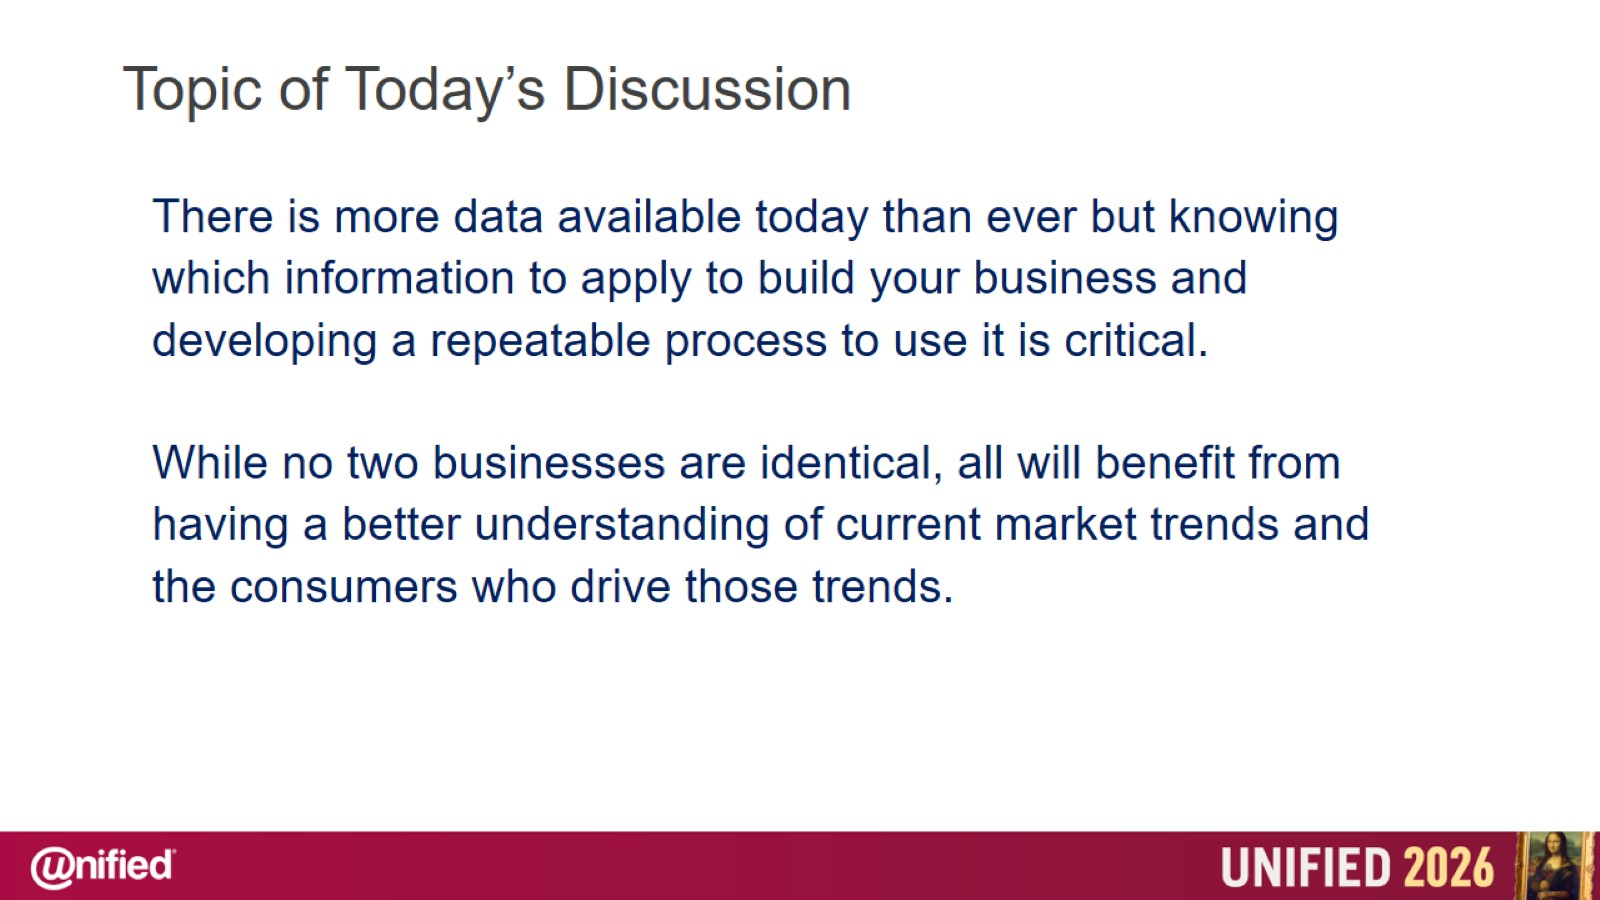 Topic of Today’s Discussion
There is more data available today than ever but knowing
which information to apply to build your business and
developing a repeatable process to use it is critical.
While no two businesses are identical, all will benefit from
having a better understanding of current market trends and
the consumers who drive those trends.
unified
UNIFIED 2026